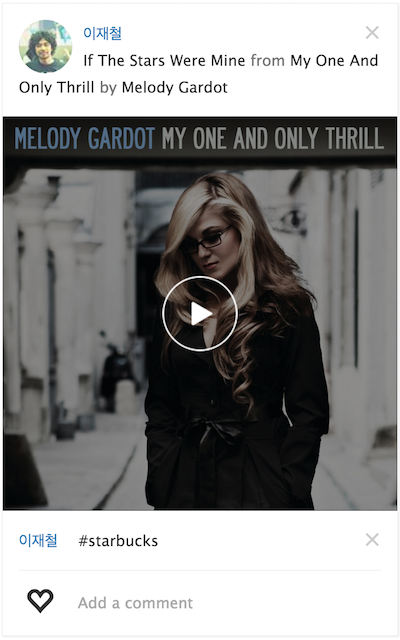 이재철
If The Stars Were Mine from My One And
Only Thrill by Melody Gardot
MELODY GARDOT MY ONE AND ONLY THRILL
이재철 #starbucks
Add a comment